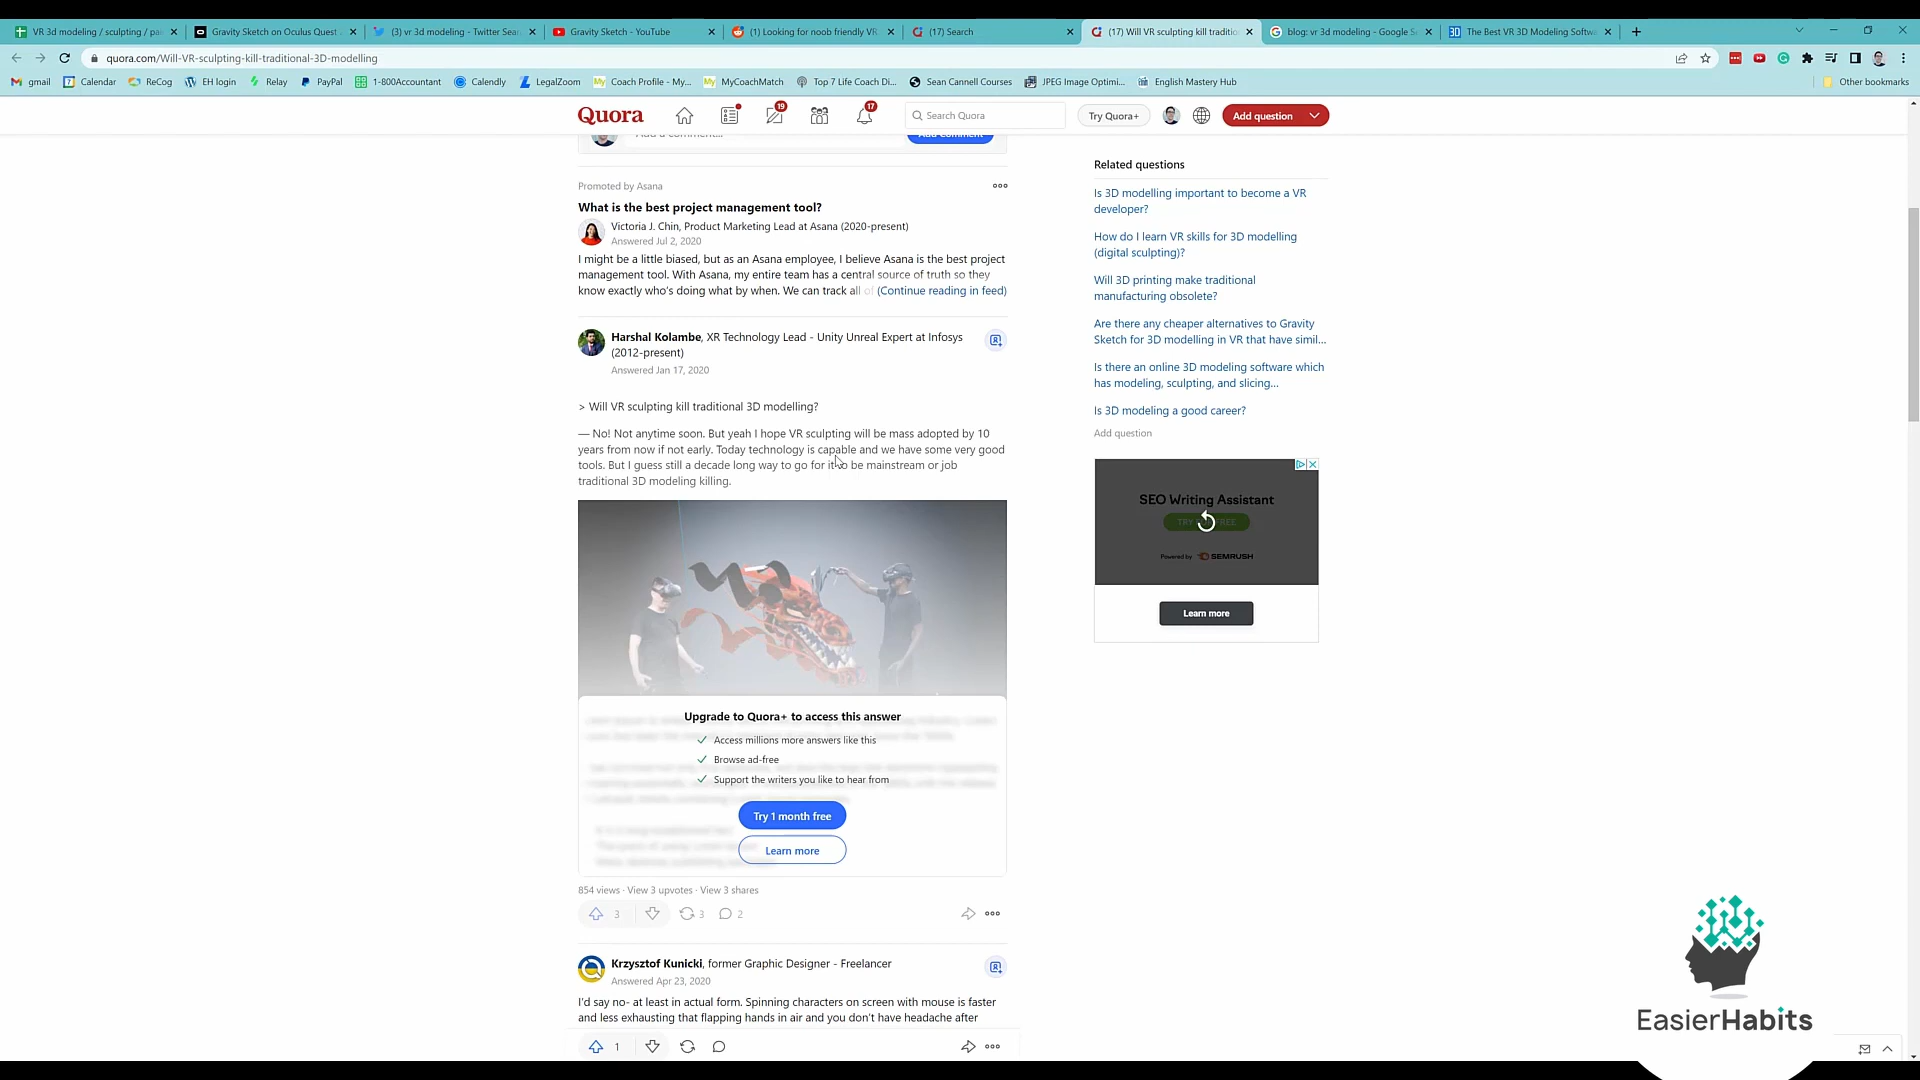 VR 3d modeling / sculpting / pai
Gravity Sketch on Oculus Quest
(3) vr 3d modeling - Twitter Sear
Gravity Sketch - YouTube
(1) Looking for noob friendly VR
(17) Search
(17) Will VR sculpting kill traditio
blog: vr 3d modeling - Google Se
The Best VR 3D Modeling Softwa
quora.com/Will-VR-sculpting-kill-traditional-3D-modelling
gmail
Calendar
ReCog
EH login
Relay
PayPal
1-800Accountant
Calendly
LegalZoom
Coach Profile - My...
MyCoachMatch
Top 7 Life Coach Di...
Sean Cannell Courses
JPEG Image Optimi...
English Mastery Hub
Other bookmarks
Quora
19
17
Search Quora
Try Quora+
Add question
Promoted by Asana
What is the best project management tool?
Victoria J. Chin, Product Marketing Lead at Asana (2020-present)
Answered Jul 2, 2020
I might be a little biased, but as an Asana employee, I believe Asana is the best project
management tool. With Asana, my entire team has a central source of truth so they
know exactly who's doing what by when. We can track all of (Continue reading in feed)
Harshal Kolambe, XR Technology Lead - Unity Unreal Expert at Infosys
(2012-present)
Answered Jan 17, 2020
> Will VR sculpting kill traditional 3D modelling?
— No! Not anytime soon. But yeah I hope VR sculpting will be mass adopted by 10
years from now if not early. Today technology is capable and we have some very good
tools. But I guess still a decade long way to go for it to be mainstream or job
traditional 3D modeling killing.
Upgrade to Quora+ to access this answer
Access millions more answers like this
Browse ad-free
Support the writers you like to hear from
Try 1 month free
Learn more
854 views · View 3 upvotes · View 3 shares
3
3
2
Krzysztof Kunicki, former Graphic Designer - Freelancer
Answered Apr 23, 2020
I'd say no- at least in actual form. Spinning characters on screen with mouse is faster
and less exhausting that flapping hands in air and you don't have headache after
1
Related questions
Is 3D modelling important to become a VR
developer?
How do I learn VR skills for 3D modelling
(digital sculpting)?
Will 3D printing make traditional
manufacturing obsolete?
Are there any cheaper alternatives to Gravity
Sketch for 3D modelling in VR that have simil...
Is there an online 3D modeling software which
has modeling, sculpting, and slicing...
Is 3D modeling a good career?
Add question
SEO Writing Assistant
TRY FREE
Powered by SEMRUSH
Learn more
EasierHabits